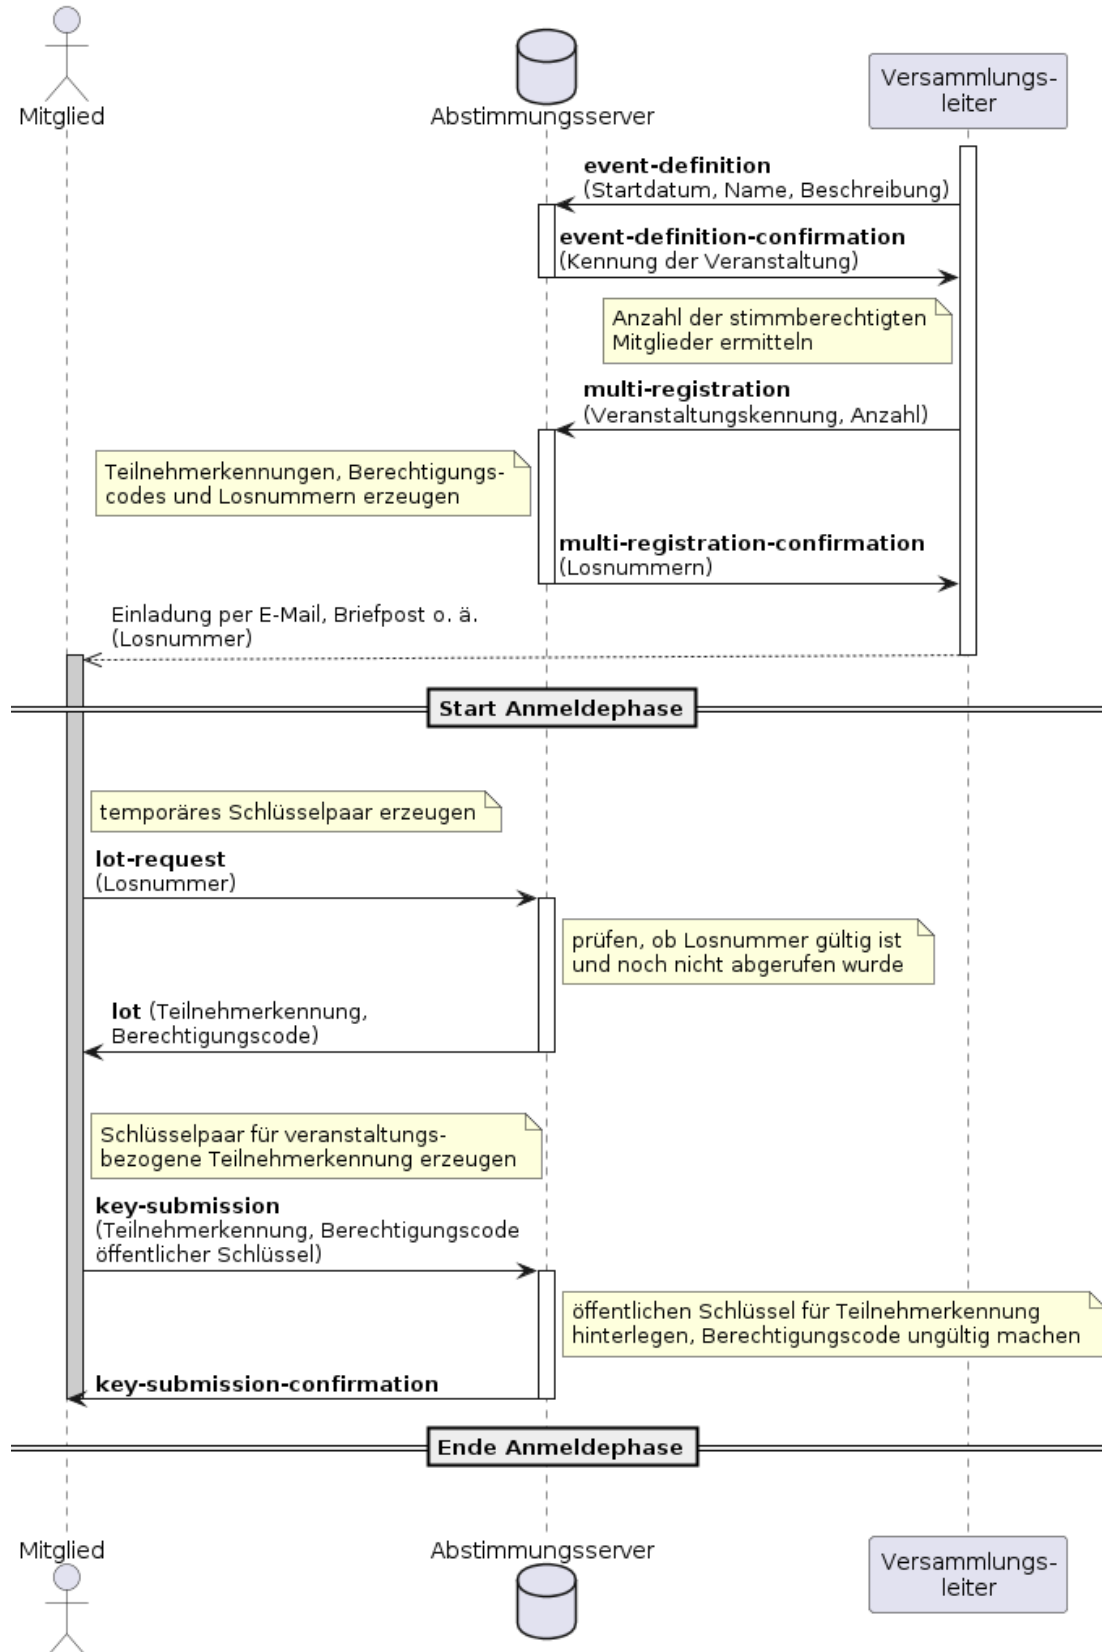 Mitglied
Abstimmungsserver
Versammlungs-
leiter
event-definition
(Startdatum, Name, Beschreibung)
event-definition-confirmation
(Kennung der Veranstaltung)
Anzahl der stimmberechtigten
Mitglieder ermitteln
multi-registration
(Veranstaltungskennung, Anzahl)
Teilnehmerkennungen, Berechtigungs-
codes und Losnummern erzeugen
multi-registration-confirmation
(Losnummern)
Einladung per E-Mail, Briefpost o. ä.
(Losnummer)
Start Anmeldephase
temporäres Schlüsselpaar erzeugen
lot-request
(Losnummer)
prüfen, ob Losnummer gültig ist
und noch nicht abgerufen wurde
lot (Teilnehmerkennung,
Berechtigungscode)
Schlüsselpaar für veranstaltungs-
bezogene Teilnehmerkennung erzeugen
key-submission
(Teilnehmerkennung, Berechtigungscode
öffentlicher Schlüssel)
öffentlichen Schlüssel für Teilnehmerkennung
hinterlegen, Berechtigungscode ungültig machen
key-submission-confirmation
Ende Anmeldephase
Mitglied
Abstimmungsserver
Versammlungs-
leiter